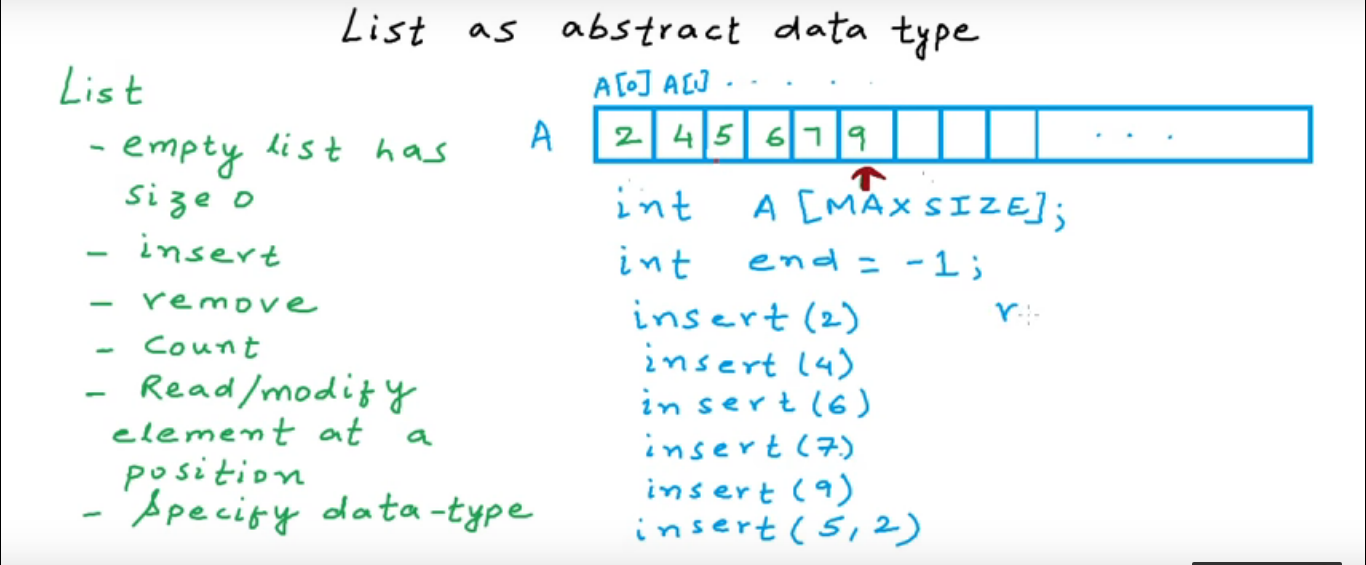 List as abstract data type
List
- empty list has
size 0
- insert
- remove
- Count
- Read/modify
element at a
position
- Specify data-type
A[0] A[1] . . . .
A 2 4 5 6 7 9 . . .
int A [MAXSIZE];
int end = -1;
insert (2)
r
insert (4)
insert (6)
insert (7)
insert (9)
insert (5, 2)